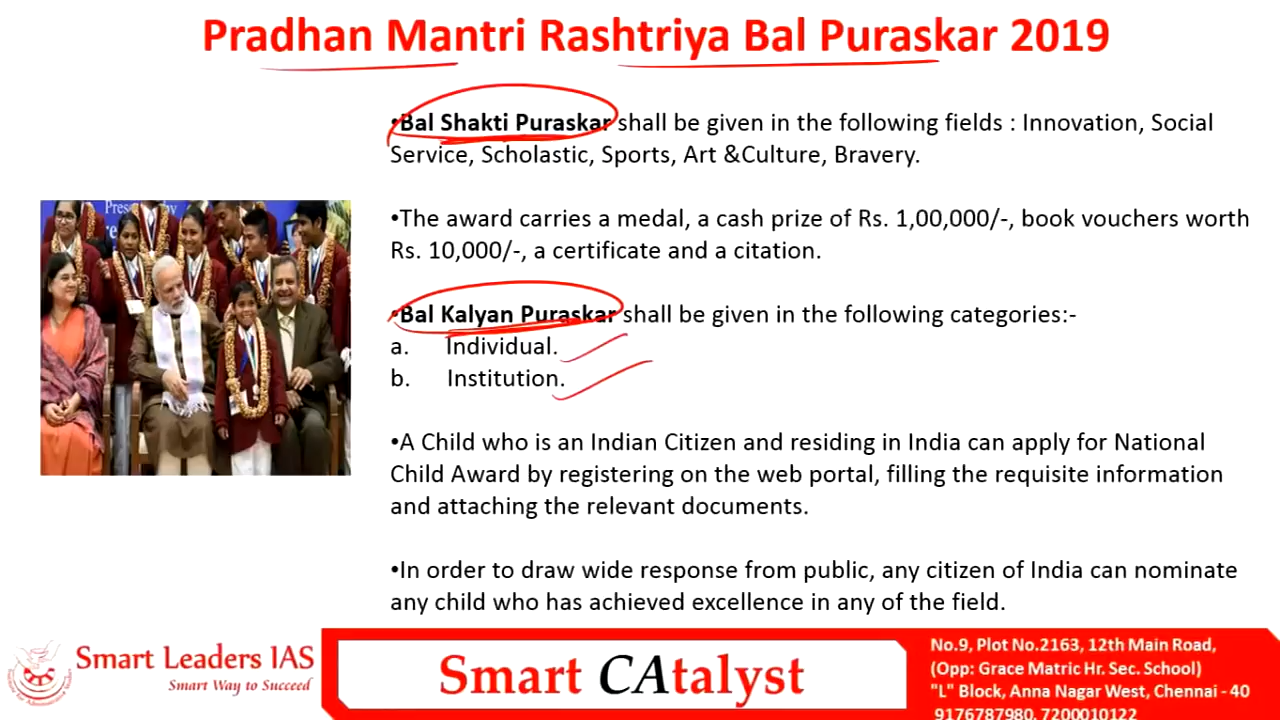 Pradhan Mantri Rashtriya Bal Puraskar 2019
•Bal Shakti Puraskar shall be given in the following fields : Innovation, Social
Service, Scholastic, Sports, Art &Culture, Bravery.
•The award carries a medal, a cash prize of Rs. 1,00,000/-, book vouchers worth
Rs. 10,000/-, a certificate and a citation.
•Bal Kalyan Puraskar shall be given in the following categories:-
a. Individual.
b. Institution.
•A Child who is an Indian Citizen and residing in India can apply for National
Child Award by registering on the web portal, filling the requisite information
and attaching the relevant documents.
•In order to draw wide response from public, any citizen of India can nominate
any child who has achieved excellence in any of the field.
Smart Leaders IAS
Smart Way to Succeed
Smart CAtalyst
No.9, Plot No.2163, 12th Main Road,
(Opp: Grace Matric Hr. Sec. School)
"L" Block, Anna Nagar West, Chennai - 40
9176787980, 7200010122